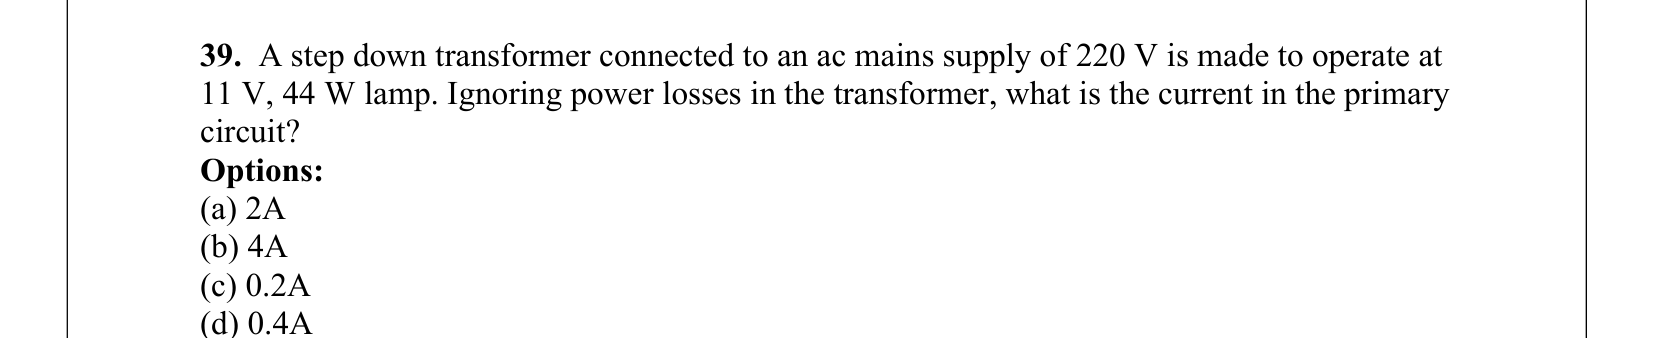 39. A step down transformer connected to an ac mains supply of 220 V is made to operate at
11 V, 44 W lamp. Ignoring power losses in the transformer, what is the current in the primary
circuit?
Options:
(a) 2A
(b) 4A
(c) 0.2A
(d) 0.4A